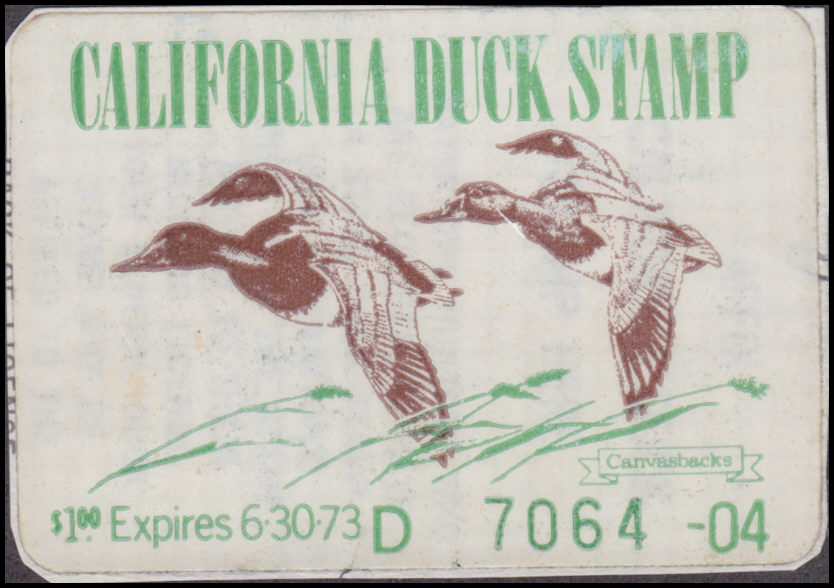 CALIFORNIA DUCK STAMP
Canvasbacks
$1.00 Expires 6·30·73 D 7064 -04